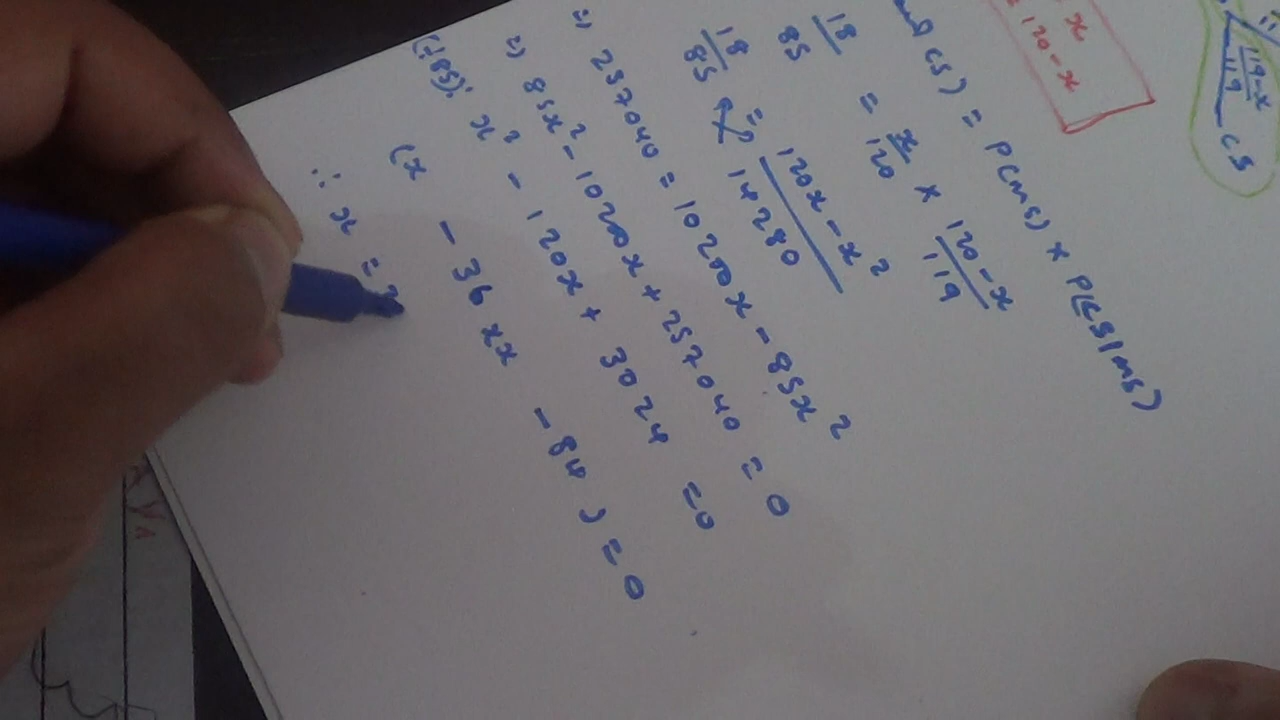 x
120 - x
119-x
119
CS
CS) = P(MS) × P(CS|MS)
18/85 = x/120 × 120-x/119
18/85 = 120x - x²/14280
=) 257040 = 10200x - 85x²
=) 85x² - 10200x + 257040 = 0
(÷85): x² - 120x + 3024 = 0
(x - 36)(x - 84) = 0
∴ x =